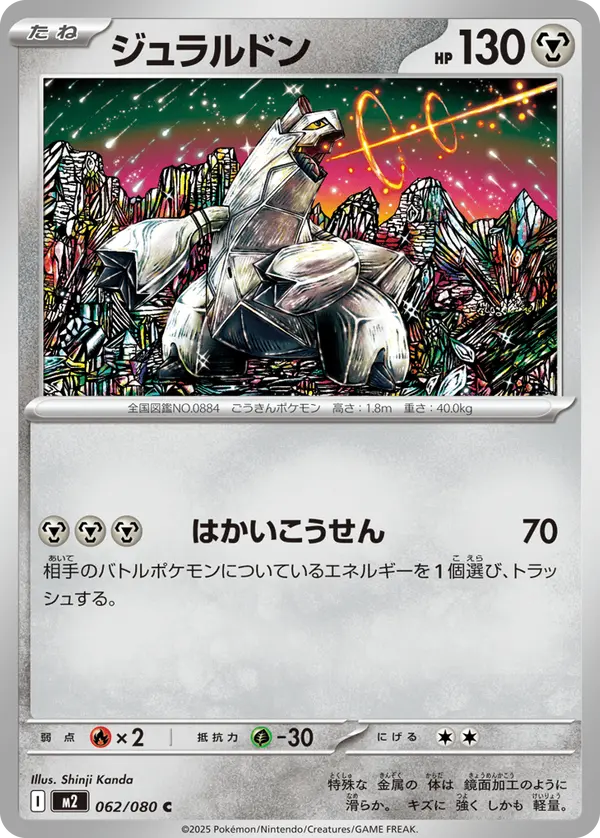 たね ジュラルドン HP 130
全国図鑑NO.0884 ごうきんポケモン 高さ:1.8m 重さ:40.0kg
はかいこうせん 70
相手のバトルポケモンについているエネルギーを1個選び、トラッ
シュする。
弱点 ×2 抵抗力 -30 にげる
Illus. Shinji Kanda
特殊な 金属の 体は 鏡面加工のように
滑らか。 キズに 強く しかも 軽量。
I m2 062/080 C
©2025 Pokémon/Nintendo/Creatures/GAME FREAK.